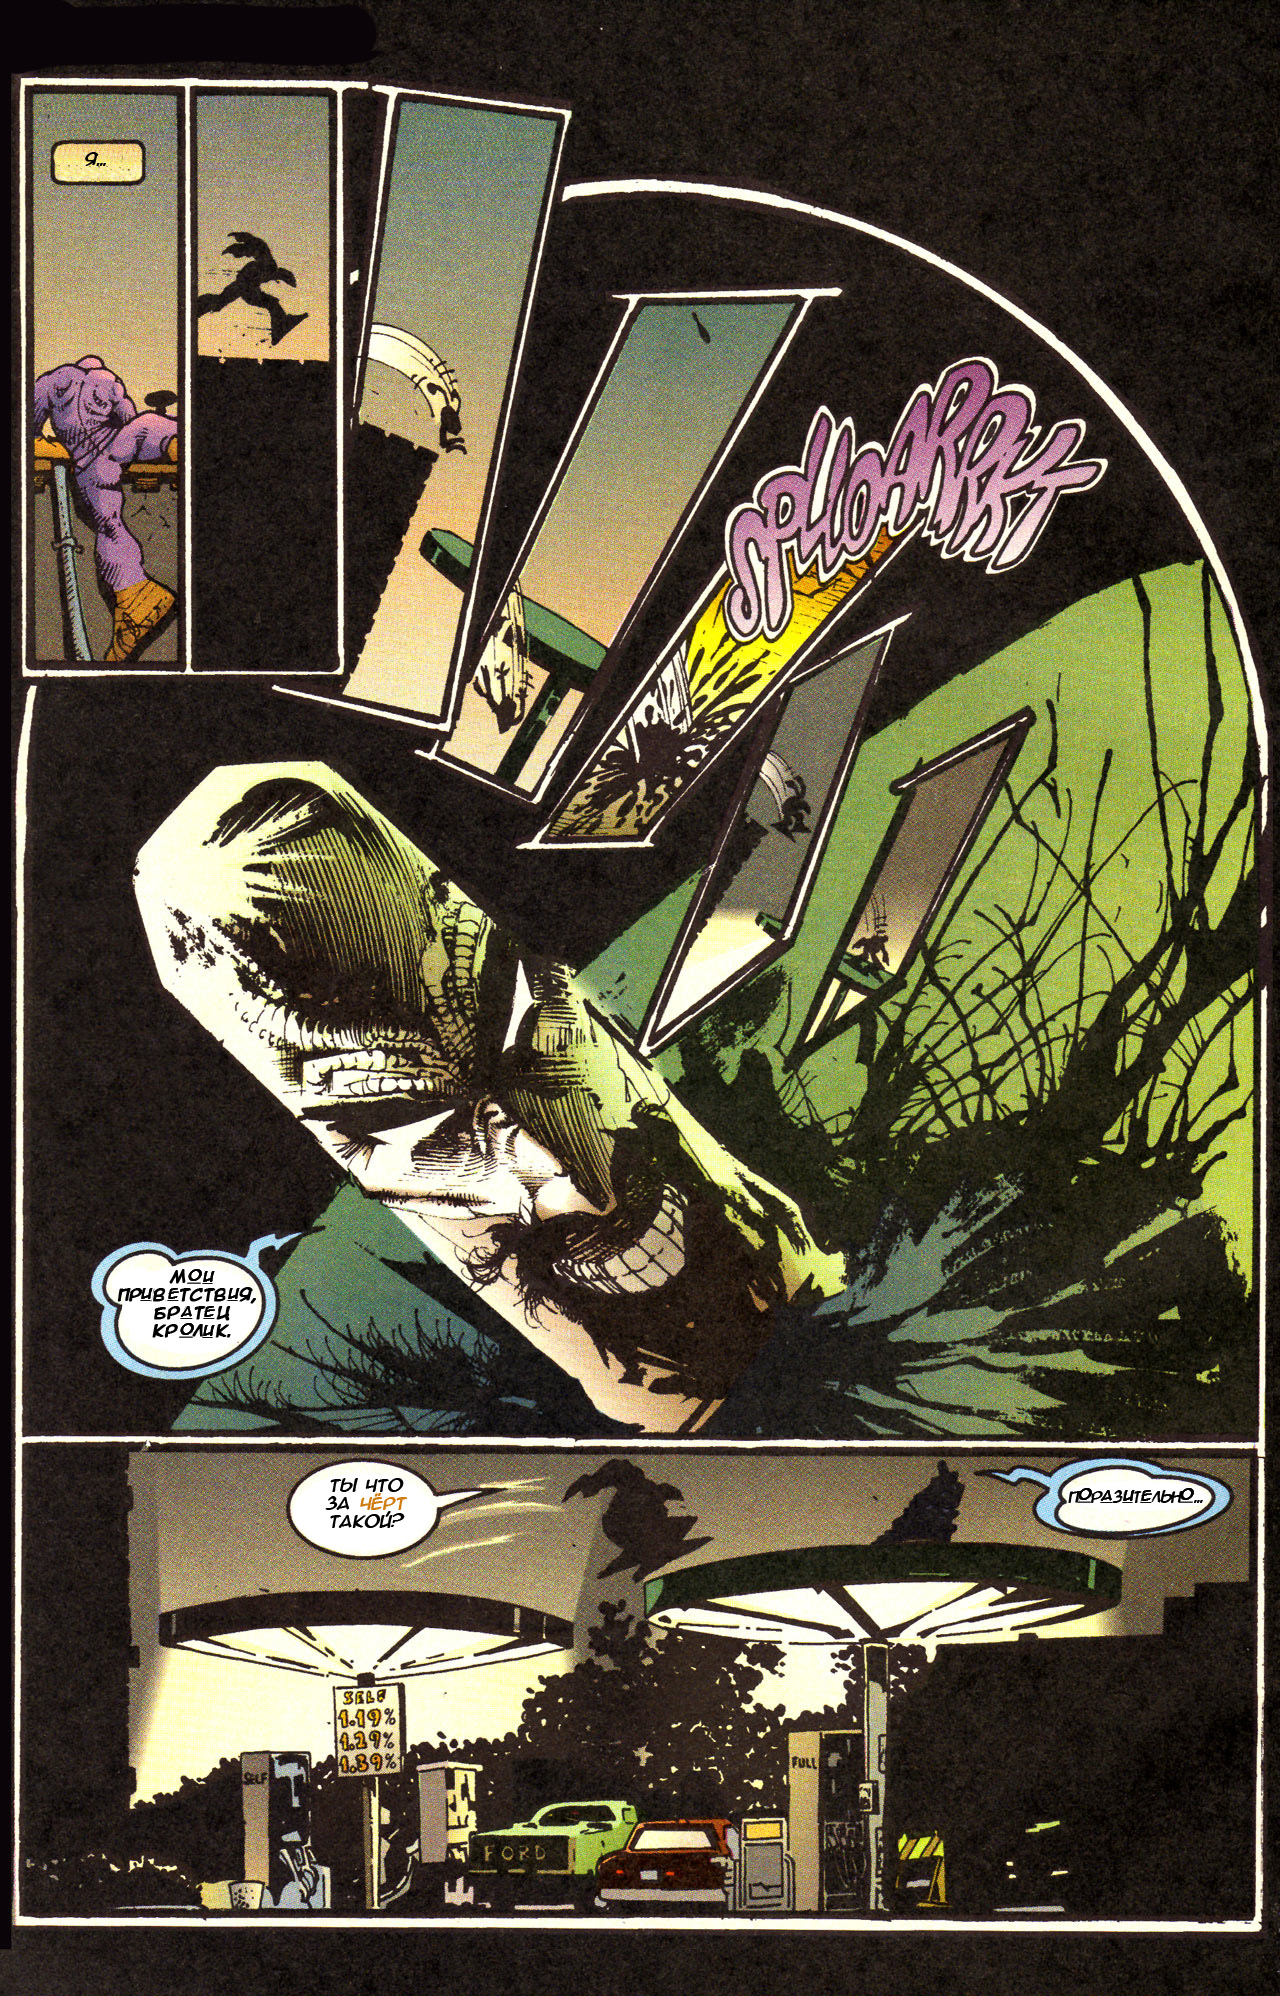 Я...
SPLLOARRKT
МОИ
ПРИВЕТСТВИЯ,
БРАТЕЦ
КРОЛИК.
ТЫ ЧТО
ЗА ЧЁРТ
ТАКОЙ?
ПОРАЗИТЕЛЬНО...
SELF
1.19%
1.29%
1.39%
SELF
FULL
FORD